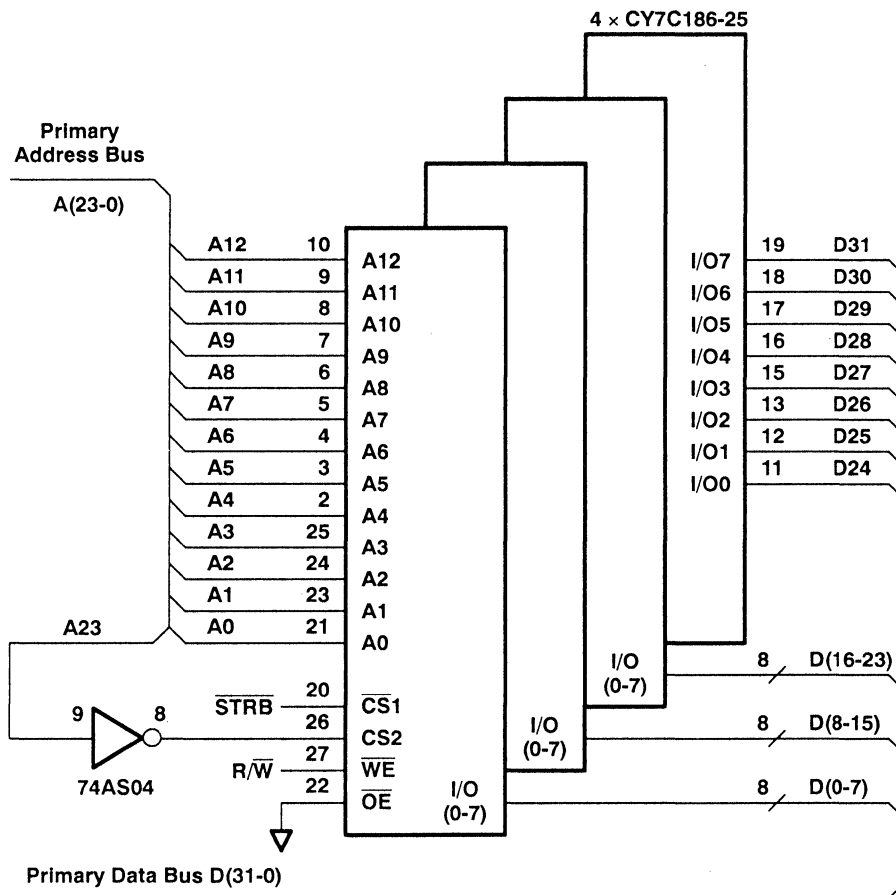 4 × CY7C186-25
Primary
Address Bus
A(23-0)
A12 10 A12
A11 9 A11
A10 8 A10
A9 7 A9
A8 6 A8
A7 5 A7
A6 4 A6
A5 3 A5
A4 2 A4
A3 25 A3
A2 24 A2
A1 23 A1
A0 21 A0
I/O7 19 D31
I/O6 18 D30
I/O5 17 D29
I/O4 16 D28
I/O3 15 D27
I/O2 13 D26
I/O1 12 D25
I/O0 11 D24
A23
9 8
74AS04
S̅T̅R̅B̅ 20 C̅S̅1
26 CS2
R/W̅ 27 W̅E̅
22 O̅E̅
I/O
(0-7)
8 D(16-23)
I/O
(0-7)
8 D(8-15)
I/O
(0-7)
8 D(0-7)
Primary Data Bus D(31-0)